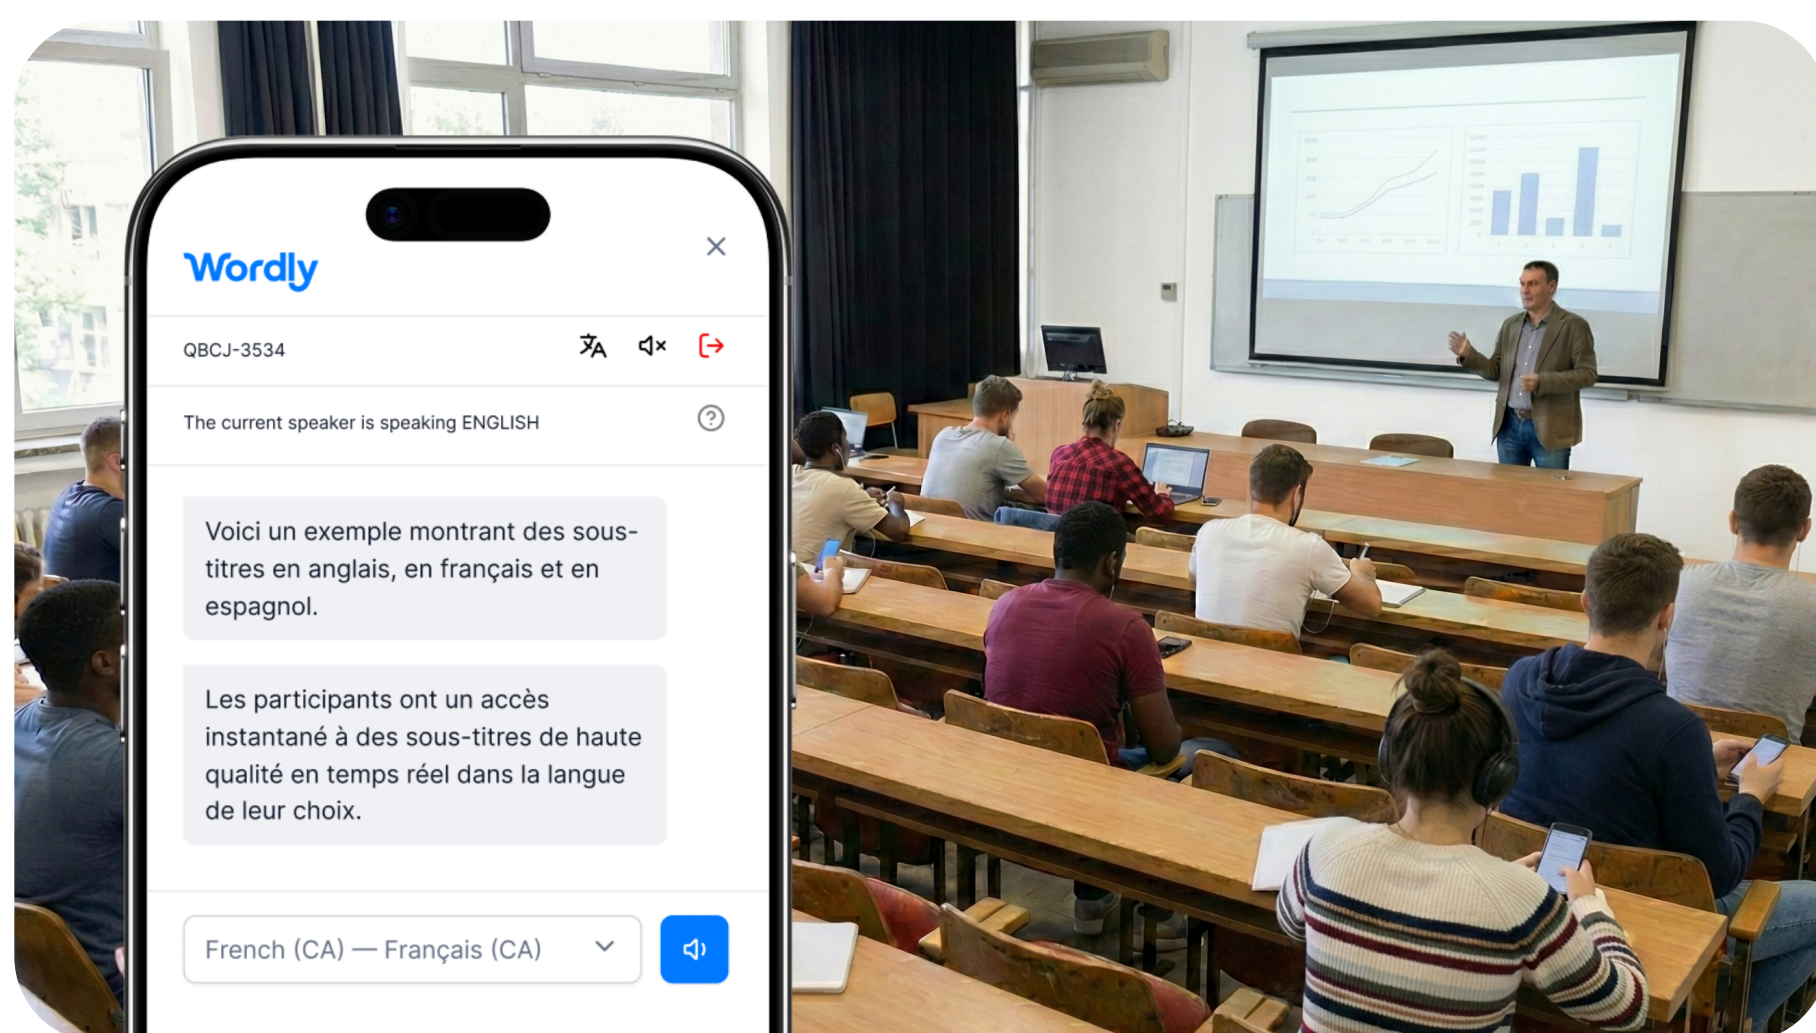 Wordly
QBCJ-3534
The current speaker is speaking ENGLISH
Voici un exemple montrant des sous-
titres en anglais, en français et en
espagnol.
Les participants ont un accès
instantané à des sous-titres de haute
qualité en temps réel dans la langue
de leur choix.
French (CA) — Français (CA)